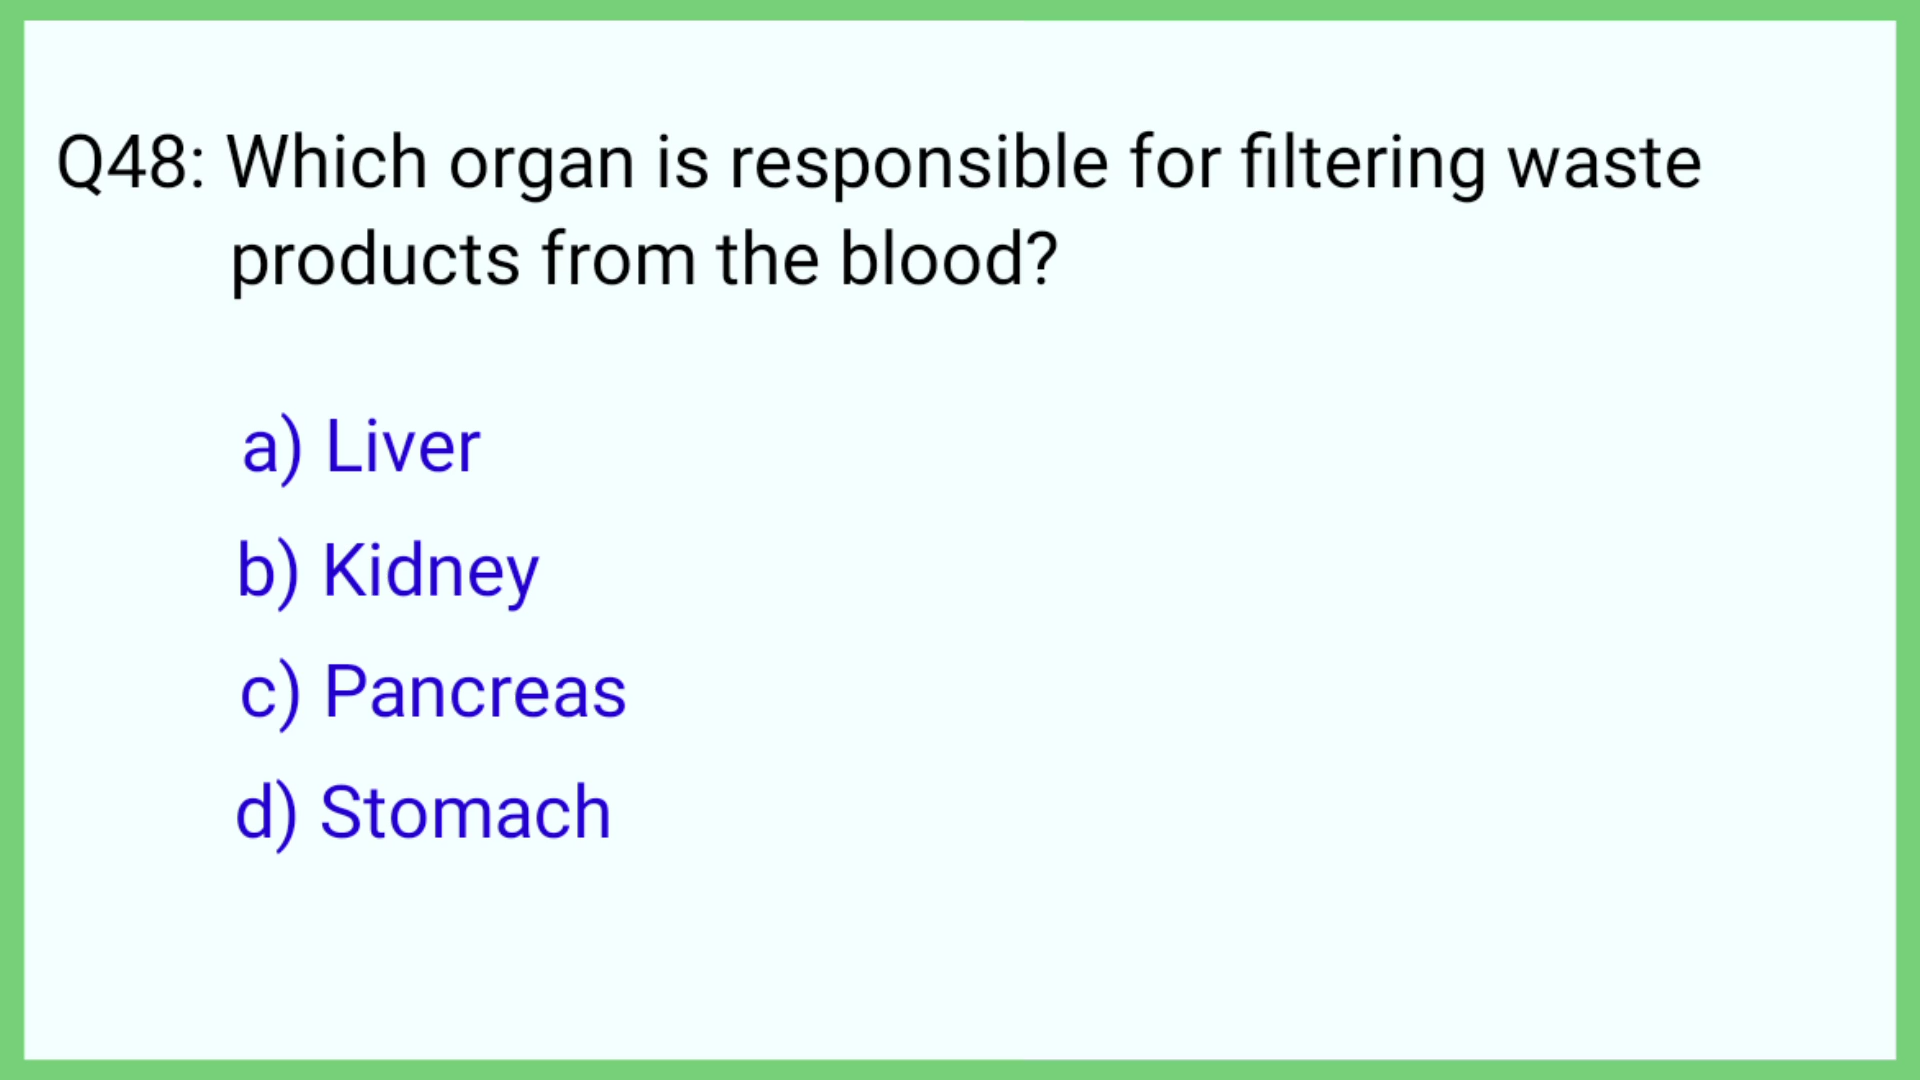 Q48: Which organ is responsible for filtering waste
products from the blood?
a) Liver
b) Kidney
c) Pancreas
d) Stomach